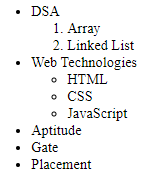 • DSA
1. Array
2. Linked List
• Web Technologies
◦ HTML
◦ CSS
◦ JavaScript
• Aptitude
• Gate
• Placement